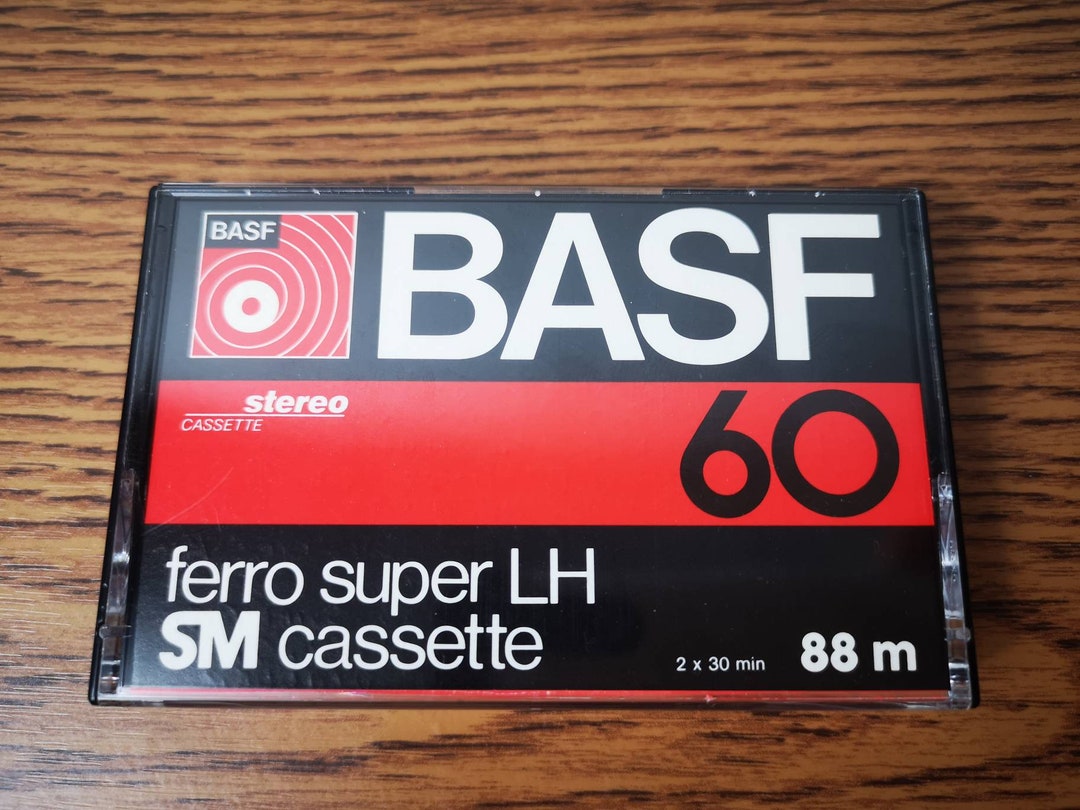 BASF
BASF
stereo
CASSETTE
60
ferro super LH
SM cassette
2 x 30 min
88 m